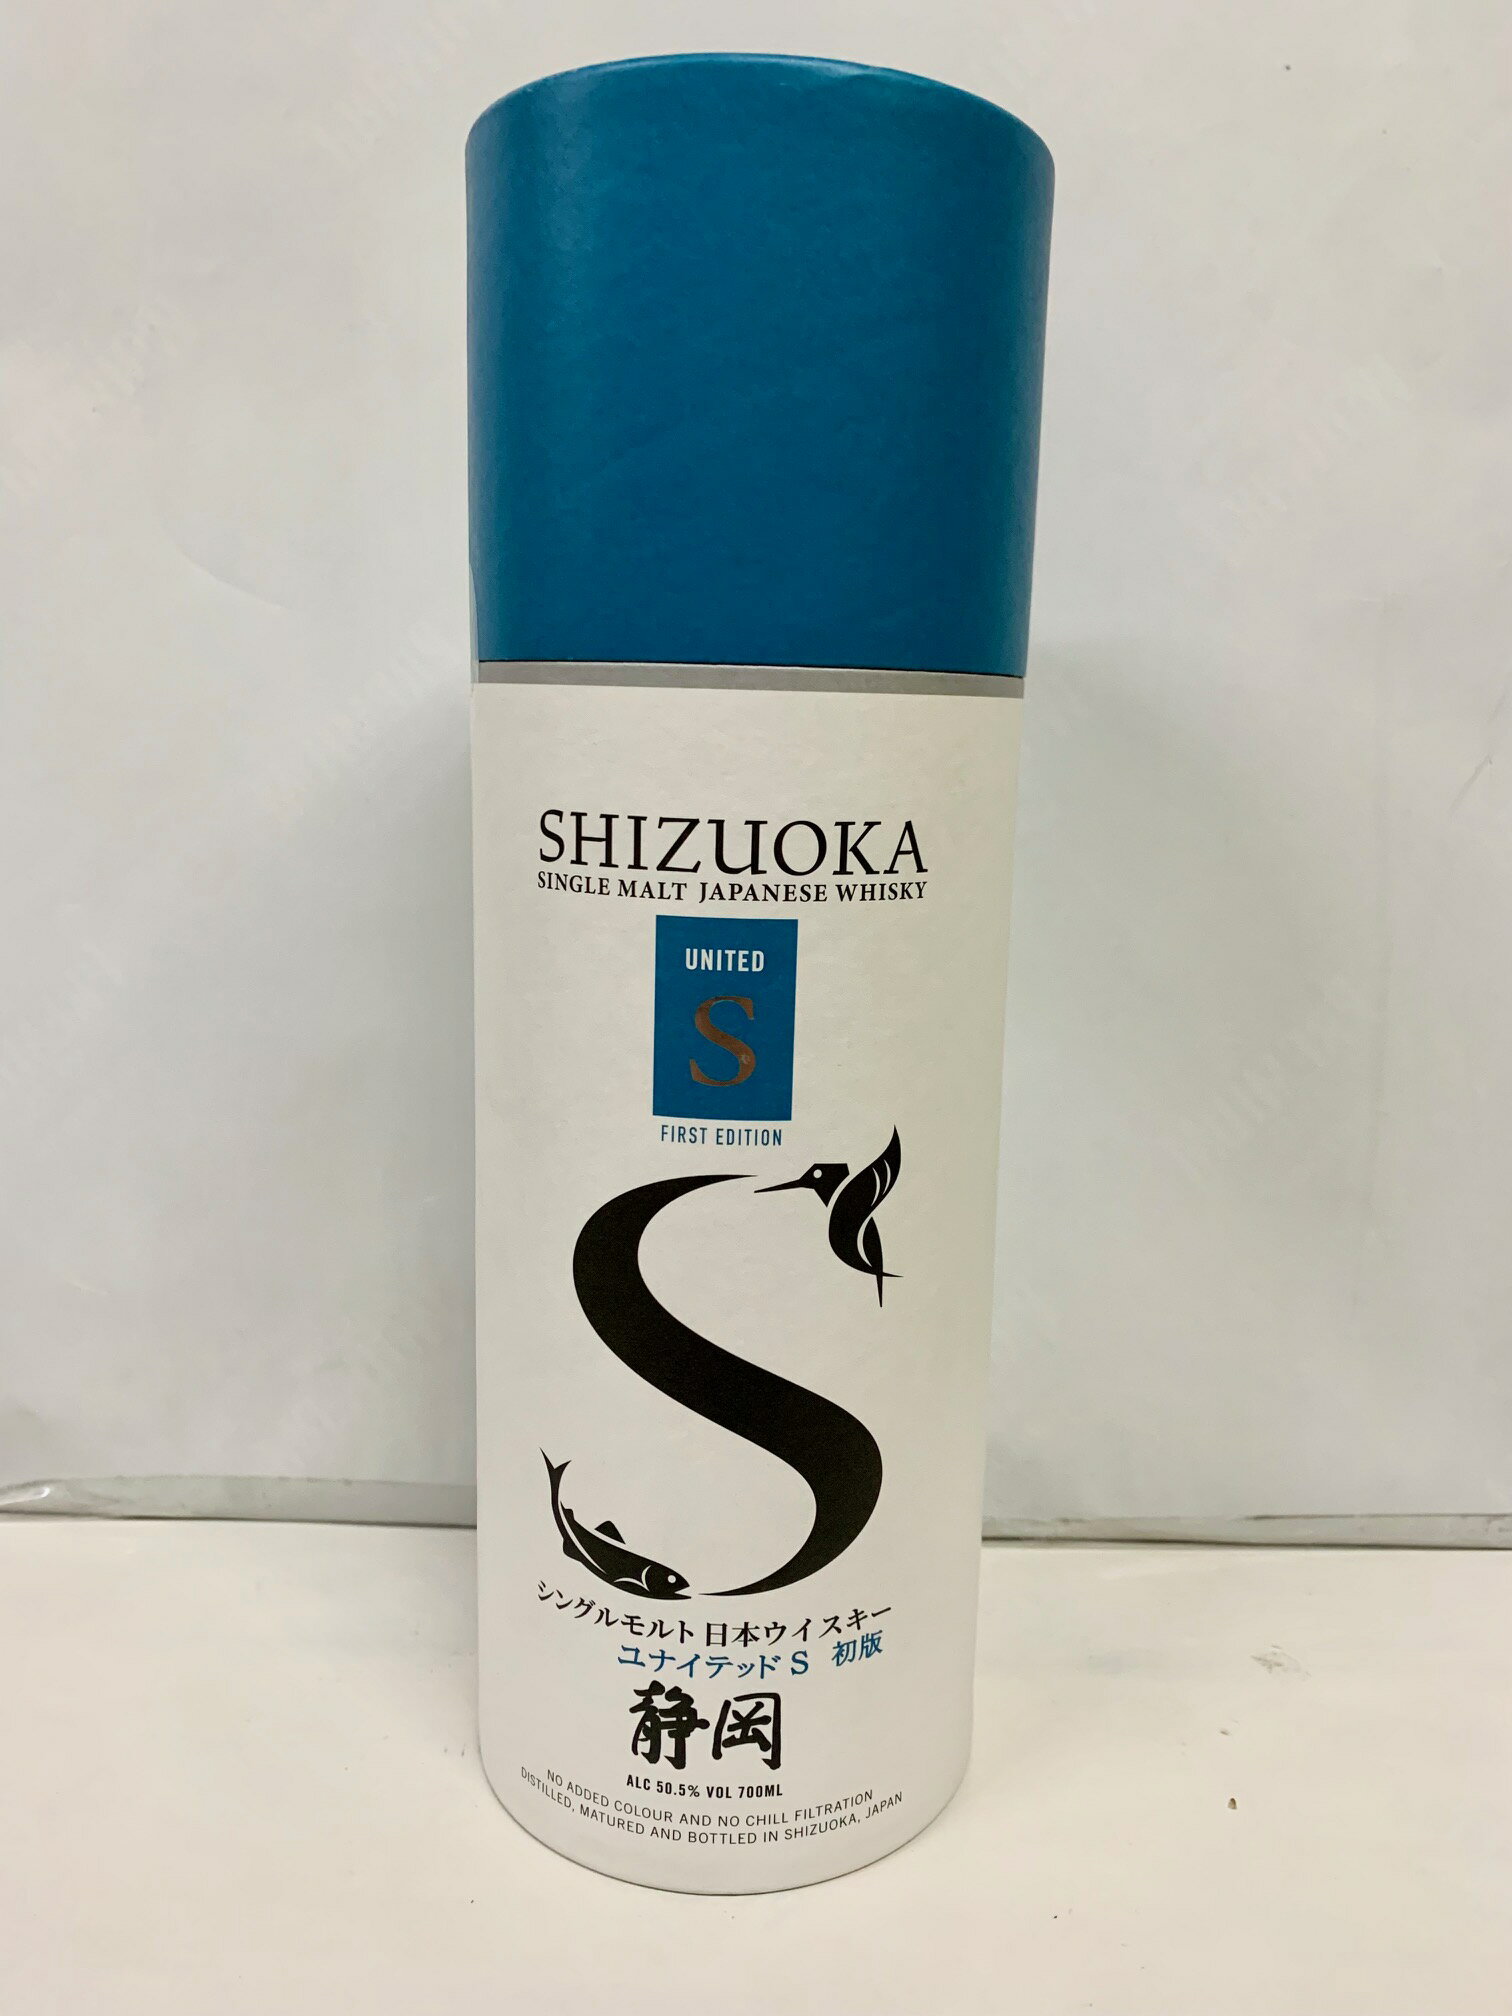 SHIZUOKA
SINGLE MALT JAPANESE WHISKY
UNITED
S
FIRST EDITION
S
シングルモルト 日本ウイスキー
ユナイテッド S 初版
静岡
ALC 50.5% VOL 700ML
NO ADDED COLOUR AND NO CHILL FILTRATION
DISTILLED, MATURED AND BOTTLED IN SHIZUOKA, JAPAN